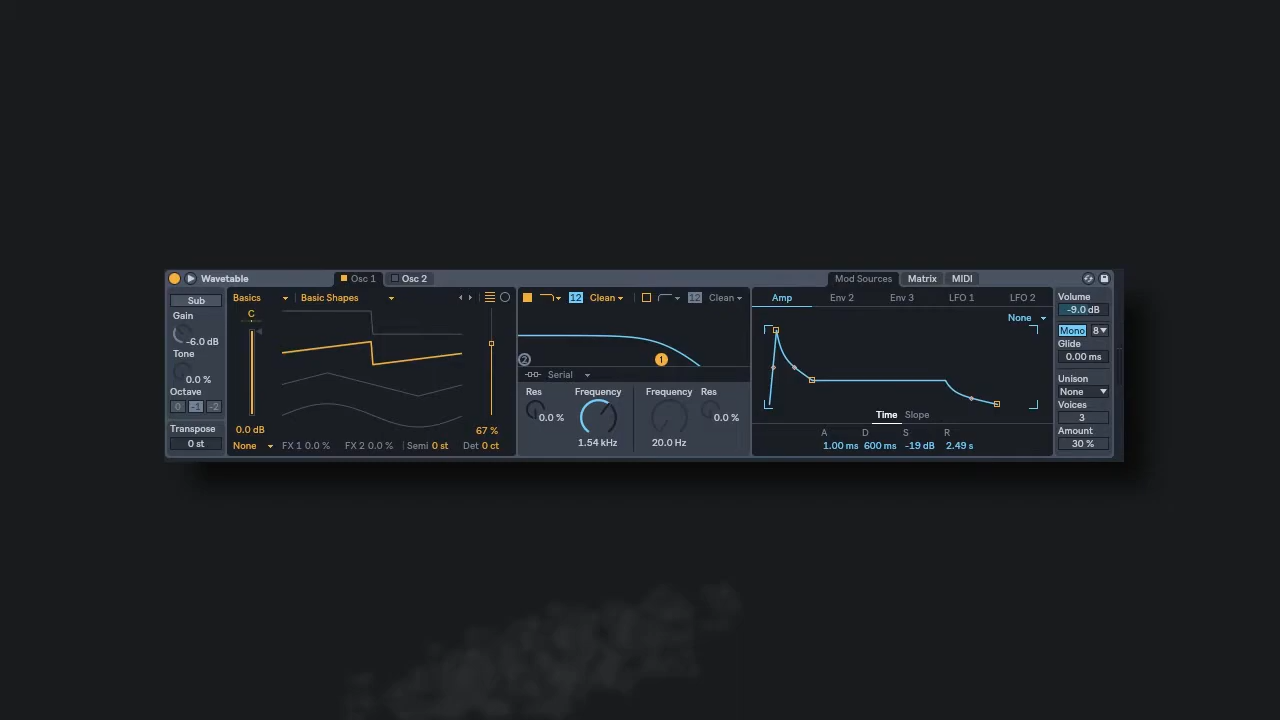 Wavetable Osc 1 Osc 2 Mod Sources Matrix MIDI
Sub
Gain
-6.0 dB
Tone
0.0 %
Octave
0 -1 -2
Transpose
0 st
Basics Basic Shapes
C
0.0 dB
67 %
None FX 1 0.0 % FX 2 0.0 % Semi 0 st Det 0 ct
12 Clean 12 Clean
2 1
Serial
Res Frequency Frequency Res
0.0 % 0.0 %
1.54 kHz 20.0 Hz
Amp Env 2 Env 3 LFO 1 LFO 2
None
Time Slope
A D S R
1.00 ms 600 ms -19 dB 2.49 s
Volume
-9.0 dB
Mono 8
Glide
0.00 ms
Unison
None
Voices
3
Amount
30 %